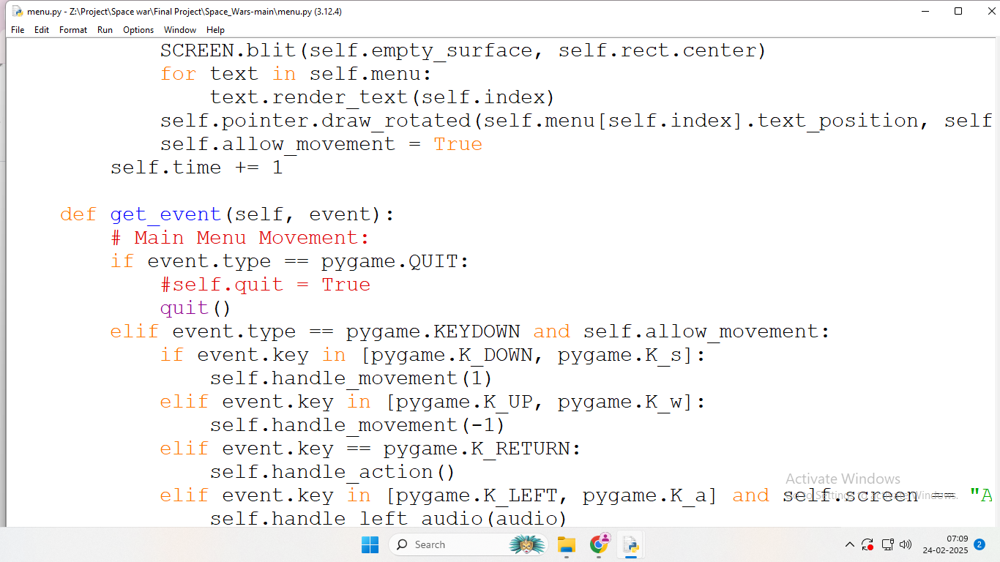 menu.py - Z:\Project\Space war\Final Project\Space_Wars-main\menu.py (3.12.4)
File Edit Format Run Options Window Help
SCREEN.blit(self.empty_surface, self.rect.center)
for text in self.menu:
text.render_text(self.index)
self.pointer.draw_rotated(self.menu[self.index].text_position, self
self.allow_movement = True
self.time += 1
def get_event(self, event):
# Main Menu Movement:
if event.type == pygame.QUIT:
#self.quit = True
quit()
elif event.type == pygame.KEYDOWN and self.allow_movement:
if event.key in [pygame.K_DOWN, pygame.K_s]:
self.handle_movement(1)
elif event.key in [pygame.K_UP, pygame.K_w]:
self.handle_movement(-1)
elif event.key == pygame.K_RETURN:
self.handle_action()
Activate Windows
elif event.key in [pygame.K_LEFT, pygame.K_a] and self.screen == "A
Go to Settings to activate Windows.
self.handle_left_audio(audio)
Search
07:09
24-02-2025
2